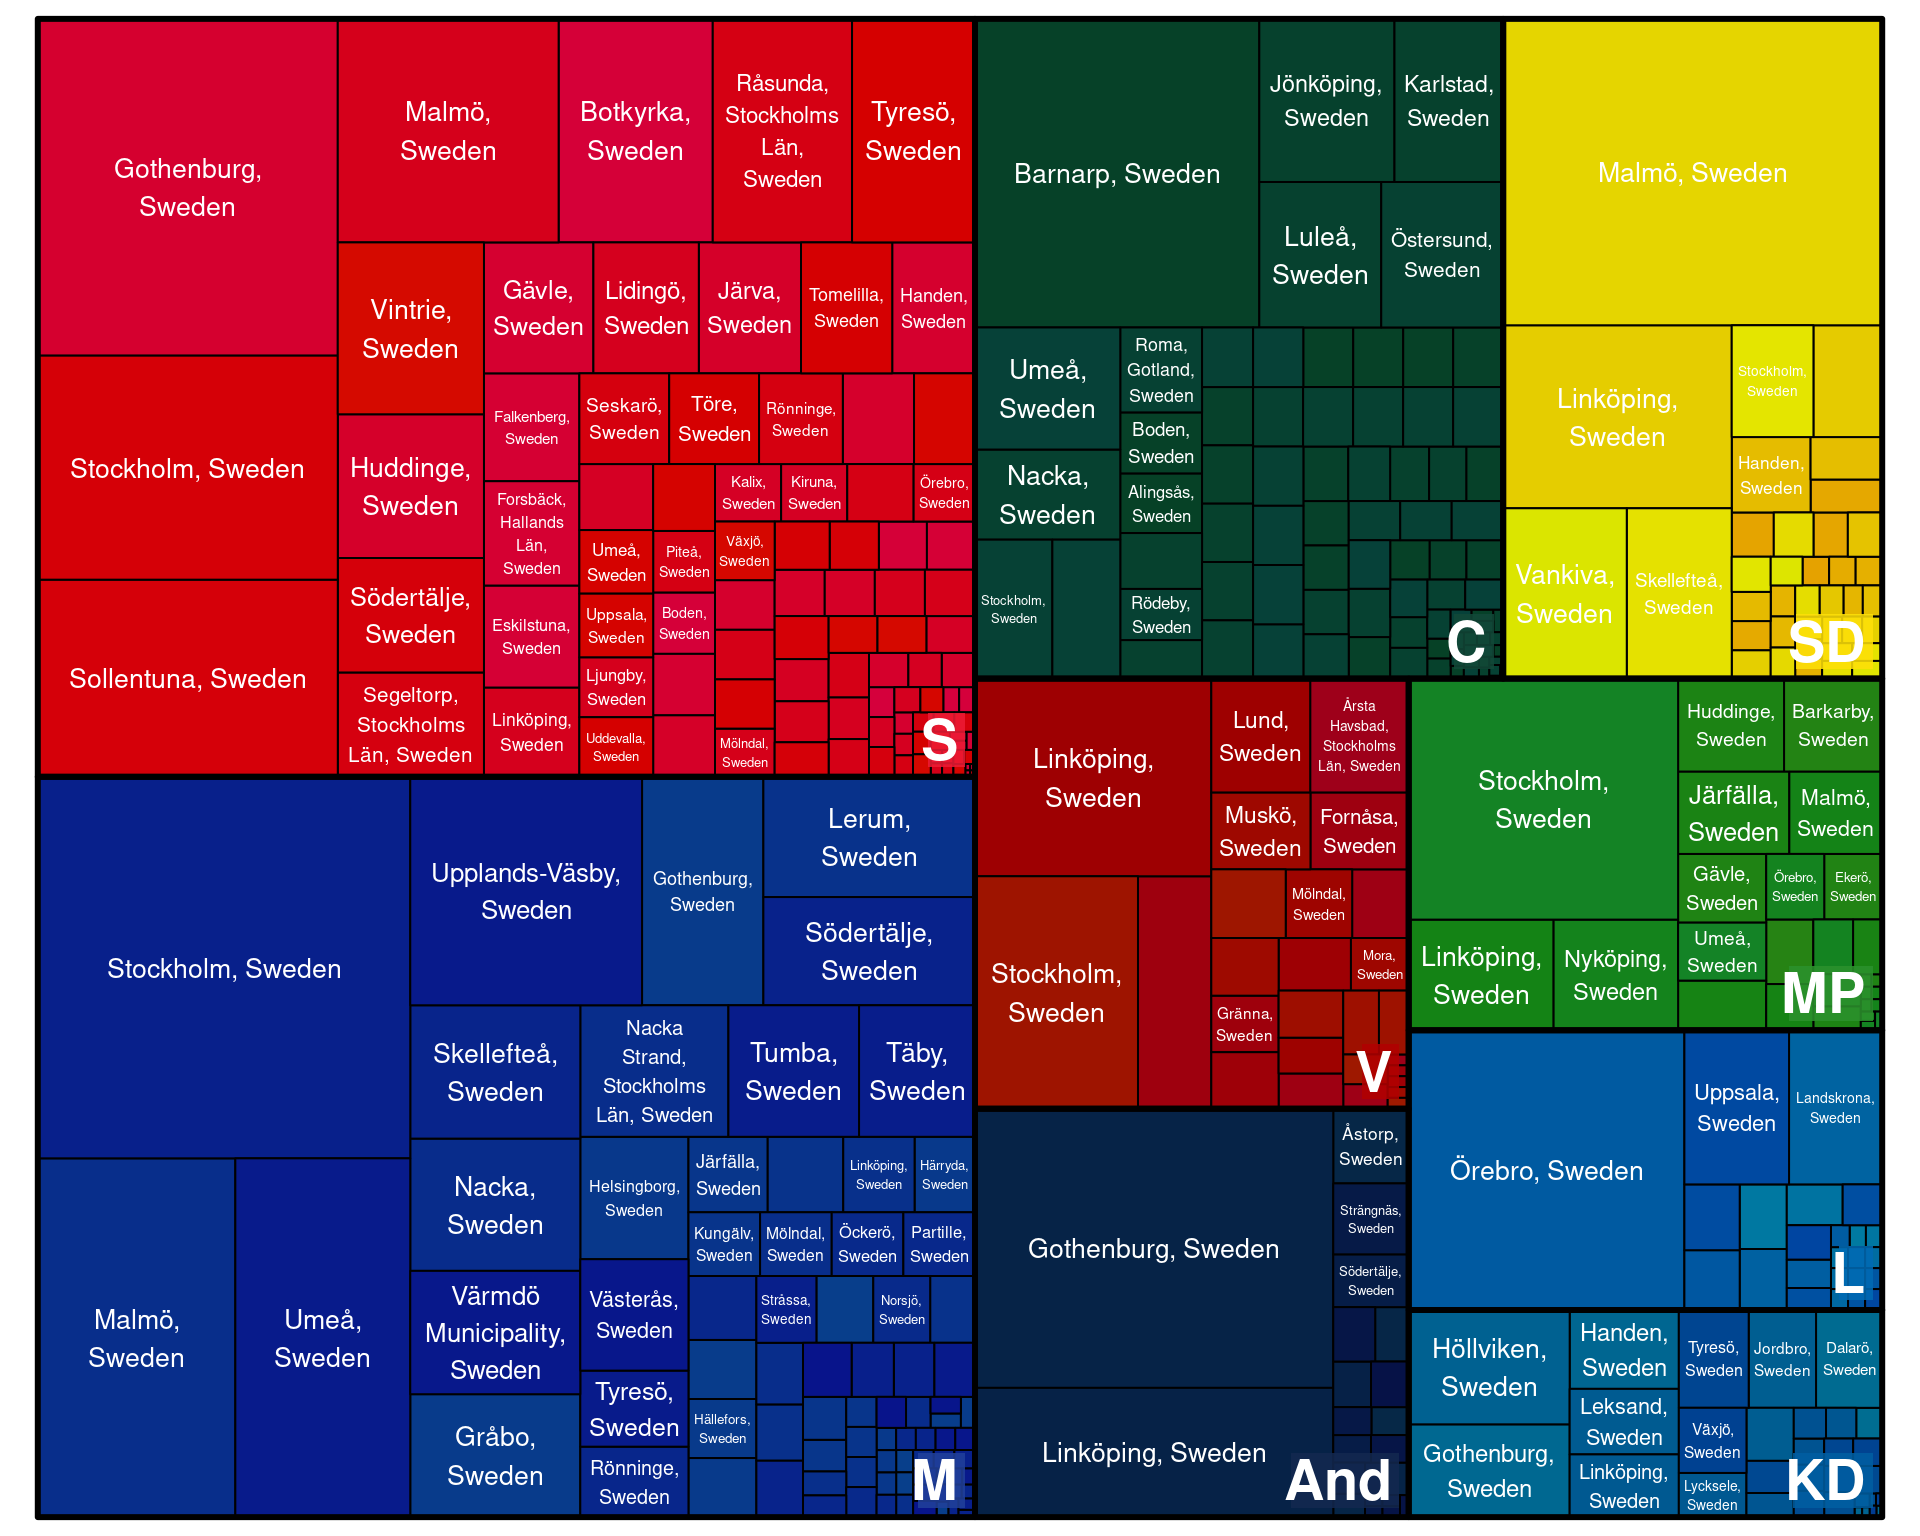 Gothenburg,
Sweden
Stockholm, Sweden
Sollentuna, Sweden
Malmö,
Sweden
Botkyrka,
Sweden
Råsunda,
Stockholms
Län,
Sweden
Tyresö,
Sweden
Vintrie,
Sweden
Huddinge,
Sweden
Södertälje,
Sweden
Segeltorp,
Stockholms
Län, Sweden
Gävle,
Sweden
Lidingö,
Sweden
Järva,
Sweden
Tomelilla,
Sweden
Handen,
Sweden
Falkenberg,
Sweden
Forsbäck,
Hallands
Län,
Sweden
Eskilstuna,
Sweden
Linköping,
Sweden
Seskarö,
Sweden
Töre,
Sweden
Rönninge,
Sweden
Umeå,
Sweden
Uppsala,
Sweden
Ljungby,
Sweden
Uddevalla,
Sweden
Piteå,
Sweden
Boden,
Sweden
Kalix,
Sweden
Kiruna,
Sweden
Örebro,
Sweden
Växjö,
Sweden
Mölndal,
Sweden
S
Barnarp, Sweden
Jönköping,
Sweden
Karlstad,
Sweden
Luleå,
Sweden
Östersund,
Sweden
Umeå,
Sweden
Nacka,
Sweden
Stockholm,
Sweden
Roma,
Gotland,
Sweden
Boden,
Sweden
Alingsås,
Sweden
Rödeby,
Sweden
C
Malmö, Sweden
Linköping,
Sweden
Stockholm,
Sweden
Handen,
Sweden
Vankiva,
Sweden
Skellefteå,
Sweden
SD
Stockholm, Sweden
Malmö,
Sweden
Umeå,
Sweden
Upplands-Väsby,
Sweden
Gothenburg,
Sweden
Lerum,
Sweden
Södertälje,
Sweden
Skellefteå,
Sweden
Nacka
Strand,
Stockholms
Län, Sweden
Tumba,
Sweden
Täby,
Sweden
Nacka,
Sweden
Värmdö
Municipality,
Sweden
Gråbo,
Sweden
Helsingborg,
Sweden
Västerås,
Sweden
Tyresö,
Sweden
Rönninge,
Sweden
Järfälla,
Sweden
Linköping,
Sweden
Härryda,
Sweden
Kungälv,
Sweden
Mölndal,
Sweden
Öckerö,
Sweden
Partille,
Sweden
Stråssa,
Sweden
Norsjö,
Sweden
Hällefors,
Sweden
M
Linköping,
Sweden
Stockholm,
Sweden
Lund,
Sweden
Årsta
Havsbad,
Stockholms
Län, Sweden
Muskö,
Sweden
Fornåsa,
Sweden
Mölndal,
Sweden
Mora,
Sweden
Gränna,
Sweden
V
Stockholm,
Sweden
Linköping,
Sweden
Nyköping,
Sweden
Huddinge,
Sweden
Barkarby,
Sweden
Järfälla,
Sweden
Malmö,
Sweden
Gävle,
Sweden
Örebro,
Sweden
Ekerö,
Sweden
Umeå,
Sweden
MP
Gothenburg, Sweden
Linköping, Sweden
Åstorp,
Sweden
Strängnäs,
Sweden
Södertälje,
Sweden
And
Örebro, Sweden
Uppsala,
Sweden
Landskrona,
Sweden
L
Höllviken,
Sweden
Gothenburg,
Sweden
Handen,
Sweden
Leksand,
Sweden
Linköping,
Sweden
Tyresö,
Sweden
Jordbro,
Sweden
Dalarö,
Sweden
Växjö,
Sweden
Lycksele,
Sweden
KD